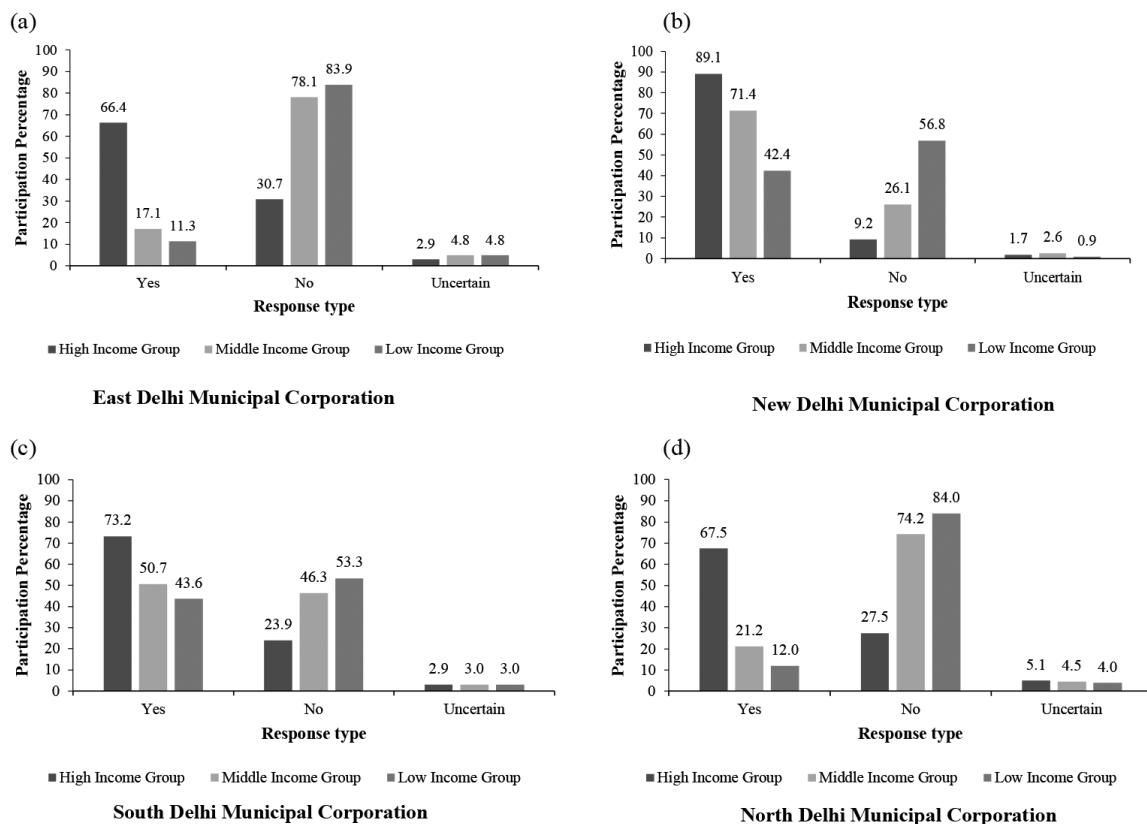 (a)
100
90
80
70
60
50
40
30
20
10
0
Participation Percentage
66.4
17.1
11.3
30.7
78.1
83.9
2.9
4.8
4.8
Yes
No
Uncertain
Response type
High Income Group
Middle Income Group
Low Income Group
East Delhi Municipal Corporation
(b)
100
90
80
70
60
50
40
30
20
10
0
Participation Percentage
89.1
71.4
42.4
9.2
26.1
56.8
1.7
2.6
0.9
Yes
No
Uncertain
Response type
High Income Group
Middle Income Group
Low Income Group
New Delhi Municipal Corporation
(c)
100
90
80
70
60
50
40
30
20
10
0
Participation Percentage
73.2
50.7
43.6
23.9
46.3
53.3
2.9
3.0
3.0
Yes
No
Uncertain
Response type
High Income Group
Middle Income Group
Low Income Group
South Delhi Municipal Corporation
(d)
100
90
80
70
60
50
40
30
20
10
0
Participation Percentage
67.5
21.2
12.0
27.5
74.2
84.0
5.1
4.5
4.0
Yes
No
Uncertain
Response type
High Income Group
Middle Income Group
Low Income Group
North Delhi Municipal Corporation